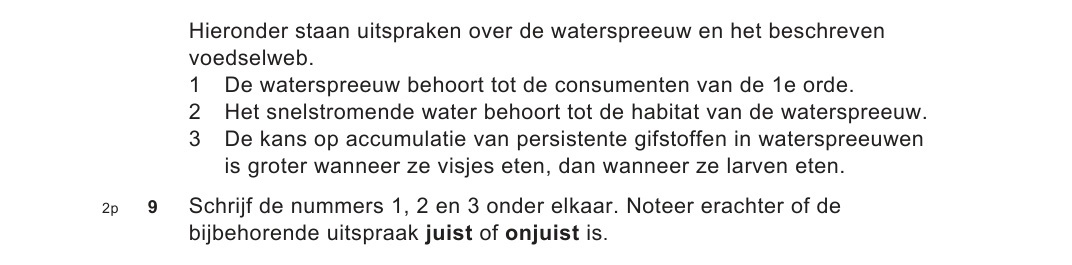 Hieronder staan uitspraken over de waterspreeuw en het beschreven
voedselweb.
1 De waterspreeuw behoort tot de consumenten van de 1e orde.
2 Het snelstromende water behoort tot de habitat van de waterspreeuw.
3 De kans op accumulatie van persistente gifstoffen in waterspreeuwen
is groter wanneer ze visjes eten, dan wanneer ze larven eten.
2p 9 Schrijf de nummers 1, 2 en 3 onder elkaar. Noteer erachter of de
bijbehorende uitspraak juist of onjuist is.